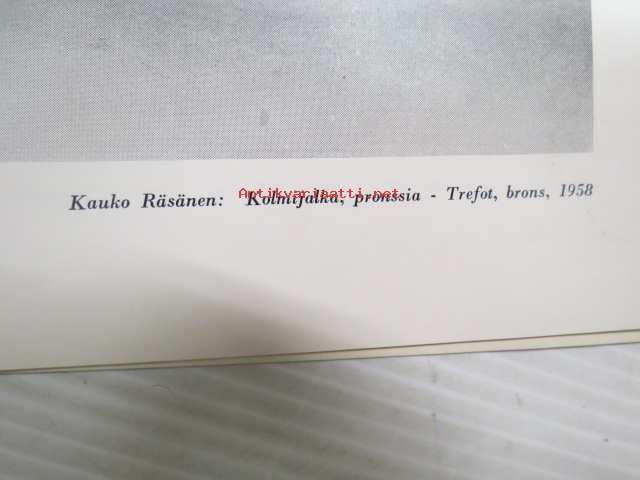 Kauko Räsänen: Kolmijalka, pronssia - Trefot, brons, 1958
Antikvariaatti.net